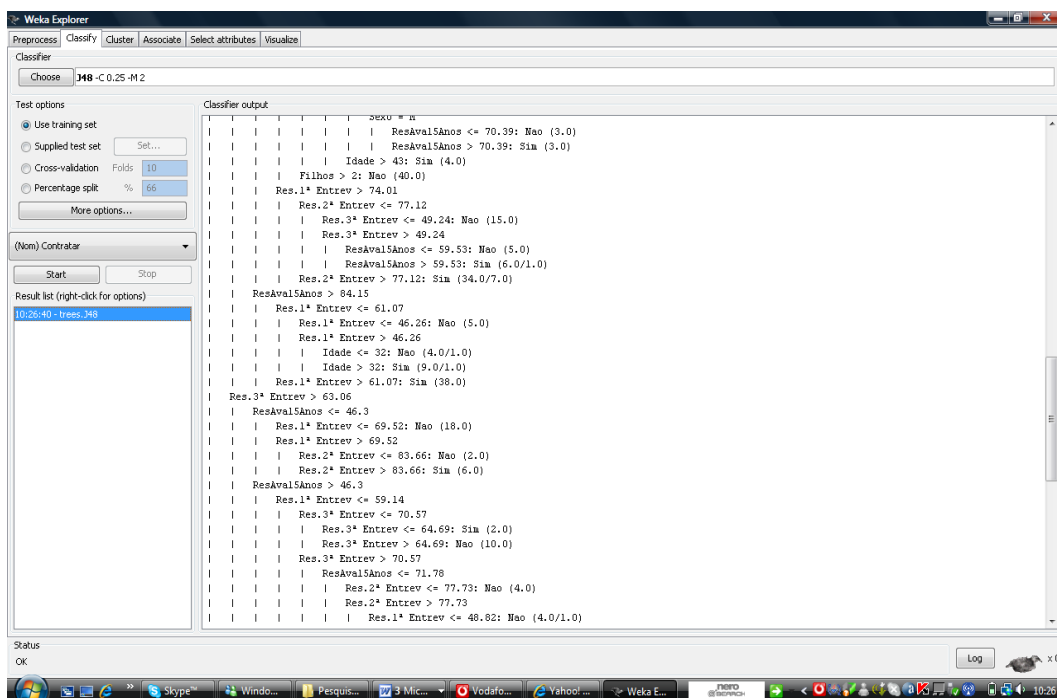 Weka Explorer
Preprocess Classify Cluster Associate Select attributes Visualize
Classifier
Choose J48 -C 0.25 -M 2
Test options
Use training set
Supplied test set Set...
Cross-validation Folds 10
Percentage split % 66
More options...
(Nom) Contratar
Start Stop
Result list (right-click for options)
10:26:40 - trees.J48
Classifier output
| | | | | | | | Sexo = M
| | | | | | | | | ResAval5Anos <= 70.39: Nao (3.0)
| | | | | | | | | ResAval5Anos > 70.39: Sim (3.0)
| | | | | | Idade > 43: Sim (4.0)
| | | | Filhos > 2: Nao (40.0)
| | | Res.1ª Entrev > 74.01
| | | | Res.2ª Entrev <= 77.12
| | | | | Res.3ª Entrev <= 49.24: Nao (15.0)
| | | | | Res.3ª Entrev > 49.24
| | | | | | ResAval5Anos <= 59.53: Nao (5.0)
| | | | | | ResAval5Anos > 59.53: Sim (6.0/1.0)
| | | | Res.2ª Entrev > 77.12: Sim (34.0/7.0)
| | ResAval5Anos > 84.15
| | | Res.1ª Entrev <= 61.07
| | | | Res.1ª Entrev <= 46.26: Nao (5.0)
| | | | Res.1ª Entrev > 46.26
| | | | | Idade <= 32: Nao (4.0/1.0)
| | | | | Idade > 32: Sim (9.0/1.0)
| | | Res.1ª Entrev > 61.07: Sim (38.0)
| Res.3ª Entrev > 63.06
| | ResAval5Anos <= 46.3
| | | Res.1ª Entrev <= 69.52: Nao (18.0)
| | | Res.1ª Entrev > 69.52
| | | | Res.2ª Entrev <= 83.66: Nao (2.0)
| | | | Res.2ª Entrev > 83.66: Sim (6.0)
| | ResAval5Anos > 46.3
| | | Res.1ª Entrev <= 59.14
| | | | Res.3ª Entrev <= 70.57
| | | | | Res.3ª Entrev <= 64.69: Sim (2.0)
| | | | | Res.3ª Entrev > 64.69: Nao (10.0)
| | | | Res.3ª Entrev > 70.57
| | | | | ResAval5Anos <= 71.78
| | | | | | Res.2ª Entrev <= 77.73: Nao (4.0)
| | | | | | Res.2ª Entrev > 77.73
| | | | | | | Res.1ª Entrev <= 48.82: Nao (4.0/1.0)
Status
OK
Log x 0
Skype™ Windo... Pesquis... 3 Mic... Vodafo... Yahoo! ... Weka E... nero SEARCH 10:26